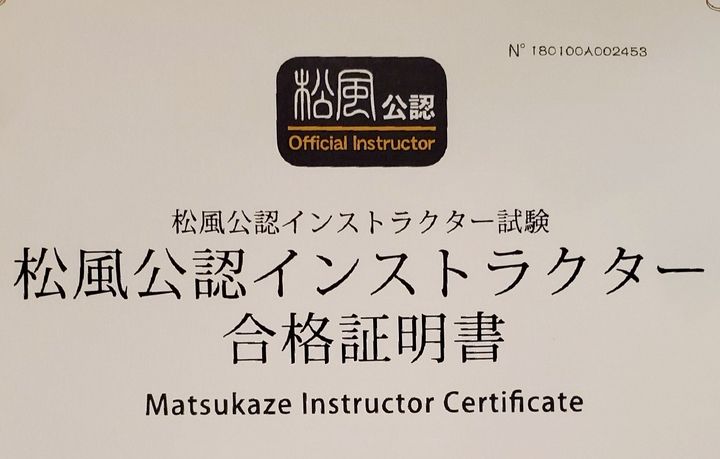 N° 180100A002453
松風公認
Official Instructor
松風公認インストラクター試験
松風公認インストラクター
合格証明書
Matsukaze Instructor Certificate